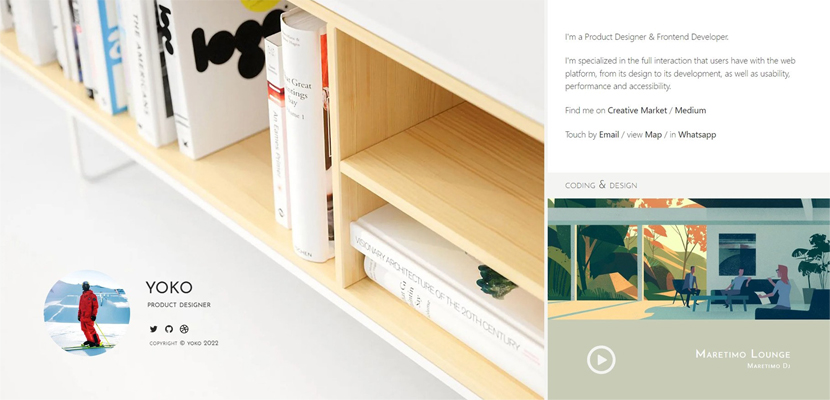 THE AMERICANS
logo
The Great
VISIONARY ARCHITECTURE OF THE 20TH CENTURY
YOKO
PRODUCT DESIGNER
COPYRIGHT © YOKO 2022
I'm a Product Designer & Frontend Developer.
I'm specialized in the full interaction that users have with the web
platform, from its design to its development, as well as usability,
performance and accessibility.
Find me on Creative Market / Medium
Touch by Email / view Map / in Whatsapp
CODING & DESIGN
Maretimo Lounge
Maretimo Dj